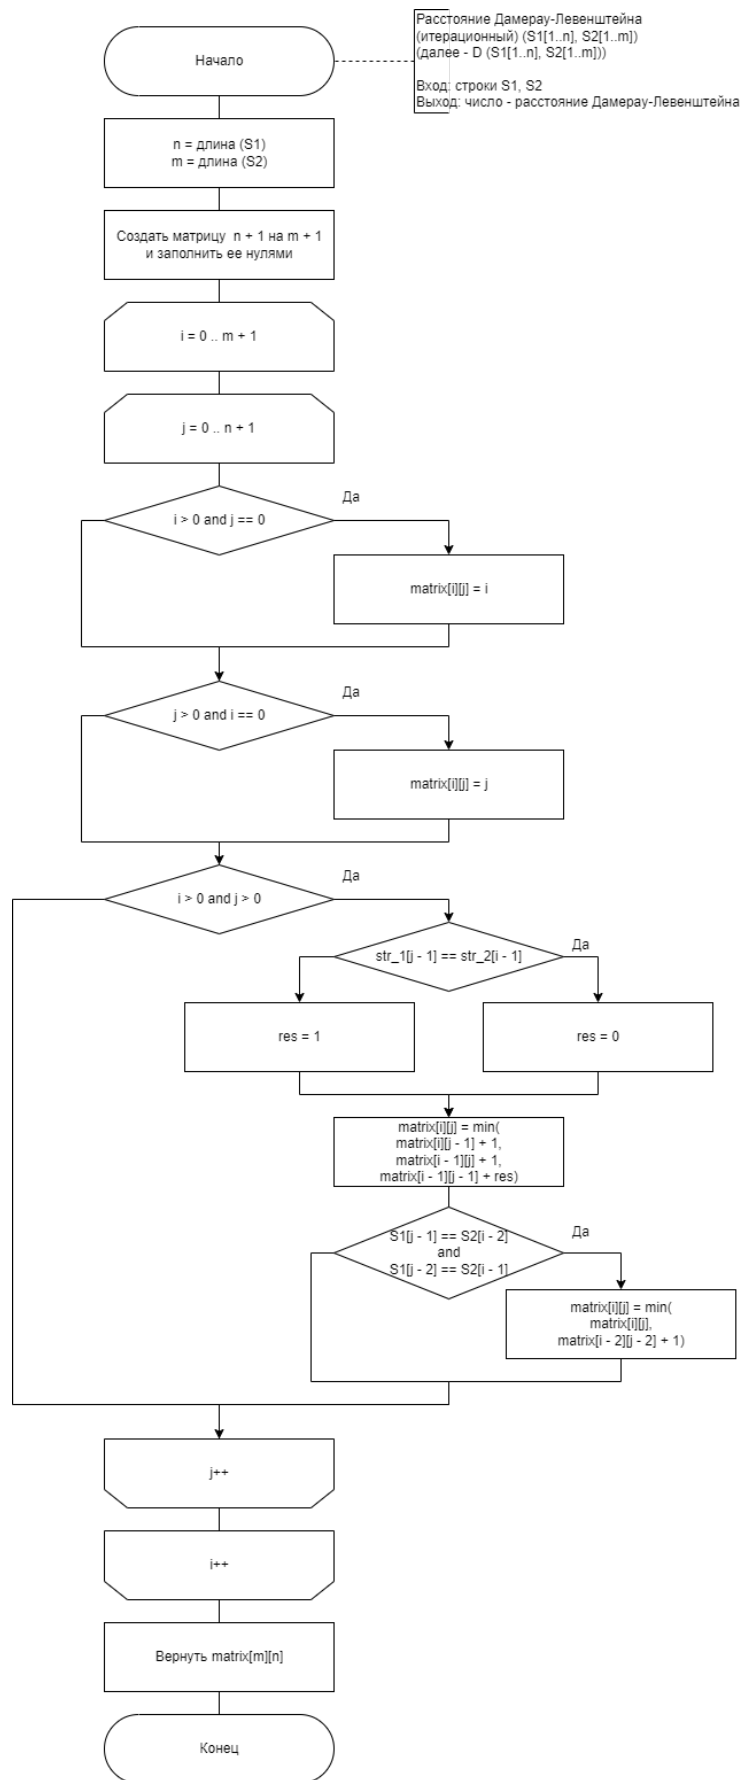 Начало
Расстояние Дамерау-Левенштейна
(итерационный) (S1[1..n], S2[1..m])
(далее - D (S1[1..n], S2[1..m]))
Вход: строки S1, S2
Выход: число - расстояние Дамерау-Левенштейна
n = длина (S1)
m = длина (S2)
Создать матрицу n + 1 на m + 1
и заполнить ее нулями
i = 0 .. m + 1
j = 0 .. n + 1
Да
i > 0 and j == 0
matrix[i][j] = i
Да
j > 0 and i == 0
matrix[i][j] = j
Да
i > 0 and j > 0
Да
str_1[j - 1] == str_2[i - 1]
res = 1
res = 0
matrix[i][j] = min(
matrix[i][j - 1] + 1,
matrix[i - 1][j] + 1,
matrix[i - 1][j - 1] + res)
Да
S1[j - 1] == S2[i - 2]
and
S1[j - 2] == S2[i - 1]
matrix[i][j] = min(
matrix[i][j],
matrix[i - 2][j - 2] + 1)
j++
i++
Вернуть matrix[m][n]
Конец